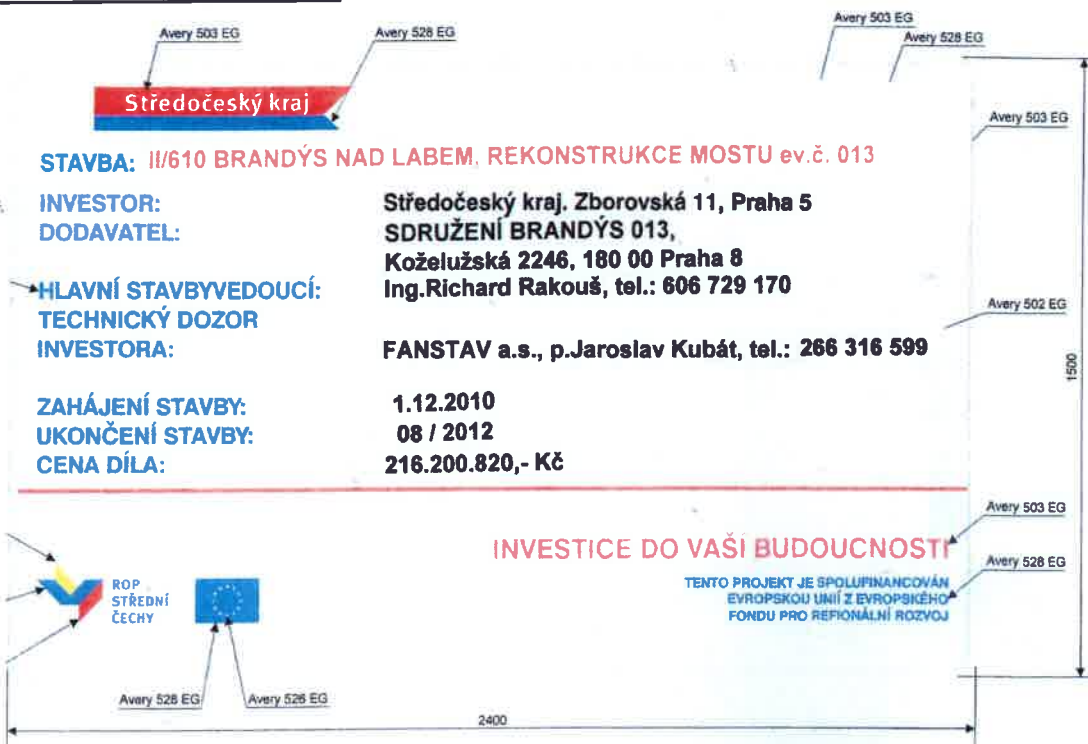 Avery 503 EG
Avery 528 EG
Avery 503 EG
Avery 528 EG
Středočeský kraj
Avery 503 EG
STAVBA: II/610 BRANDÝS NAD LABEM, REKONSTRUKCE MOSTU ev.č. 013
INVESTOR: Středočeský kraj. Zborovská 11, Praha 5
DODAVATEL: SDRUŽENÍ BRANDÝS 013,
Koželužská 2246, 180 00 Praha 8
HLAVNÍ STAVBYVEDOUCÍ: Ing.Richard Rakouš, tel.: 606 729 170
Avery 502 EG
TECHNICKÝ DOZOR
INVESTORA: FANSTAV a.s., p.Jaroslav Kubát, tel.: 266 316 599
1500
ZAHÁJENÍ STAVBY: 1.12.2010
UKONČENÍ STAVBY: 08 / 2012
CENA DÍLA: 216.200.820,- Kč
Avery 503 EG
INVESTICE DO VAŠÍ BUDOUCNOSTI
Avery 528 EG
ROP
STŘEDNÍ
ČECHY
TENTO PROJEKT JE SPOLUFINANCOVÁN
EVROPSKOU UNIÍ Z EVROPSKÉHO
FONDU PRO REFIONÁLNÍ ROZVOJ
Avery 528 EG
Avery 526 EG
2400